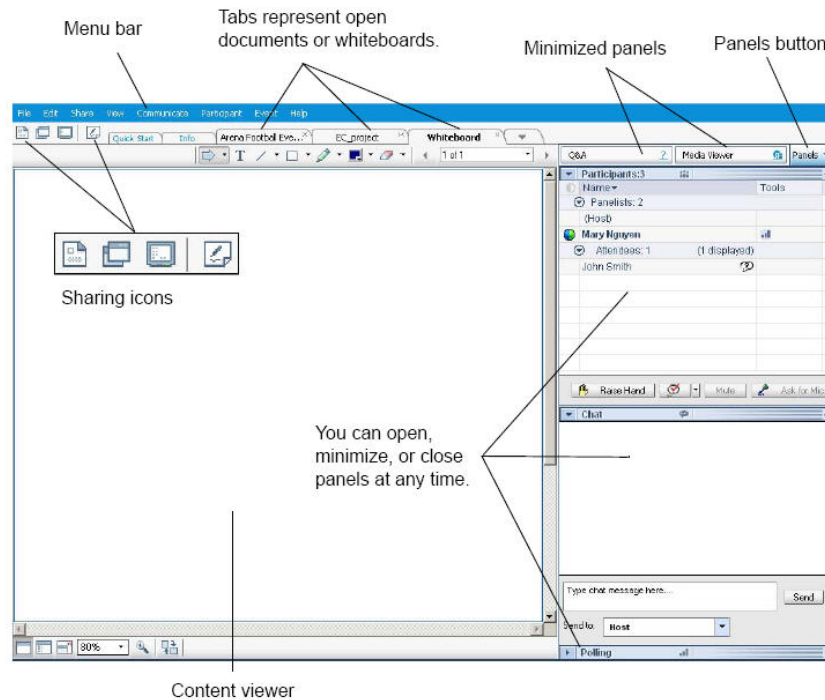 Menu bar
Tabs represent open
documents or whiteboards.
Minimized panels
Panels button
File Edit Share View Communicate Participant Event Help
Quick Start Info Arena Football Eve... EC_project Whiteboard
T 1 of 1
Q&A ? Media Viewer Panels
Participants:3
Name Tools
Panelists: 2
(Host)
Mary Nguyen
Attendees: 1 (1 displayed)
John Smith
Sharing icons
Raise Hand Mute Ask for Mic
Chat
You can open,
minimize, or close
panels at any time.
Type chat message here....
Send
Send to: Host
80%
Polling
Content viewer